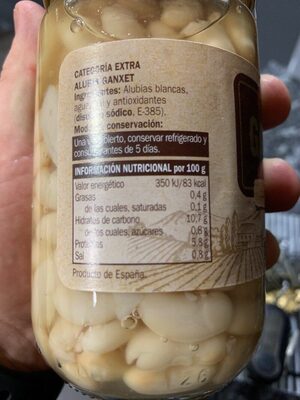 CATEGORÍA EXTRA
ALUBIA GANXET
Ingredientes: Alubias blancas,
agua, sal y antioxidantes
(disodico sódico, E-385).
Modo de conservación:
Una vez abierto, conservar refrigerado y
consumir antes de 5 días.
INFORMACIÓN NUTRICIONAL por 100 g
Valor energético 350 kJ/83 kcal
Grasas 0,4 g
de las cuales, saturadas 0,1 g
Hidratos de carbono 10,7 g
de los cuales, azúcares 0,6 g
Proteínas 5,8 g
Sal 0,8 g
Producto de España.